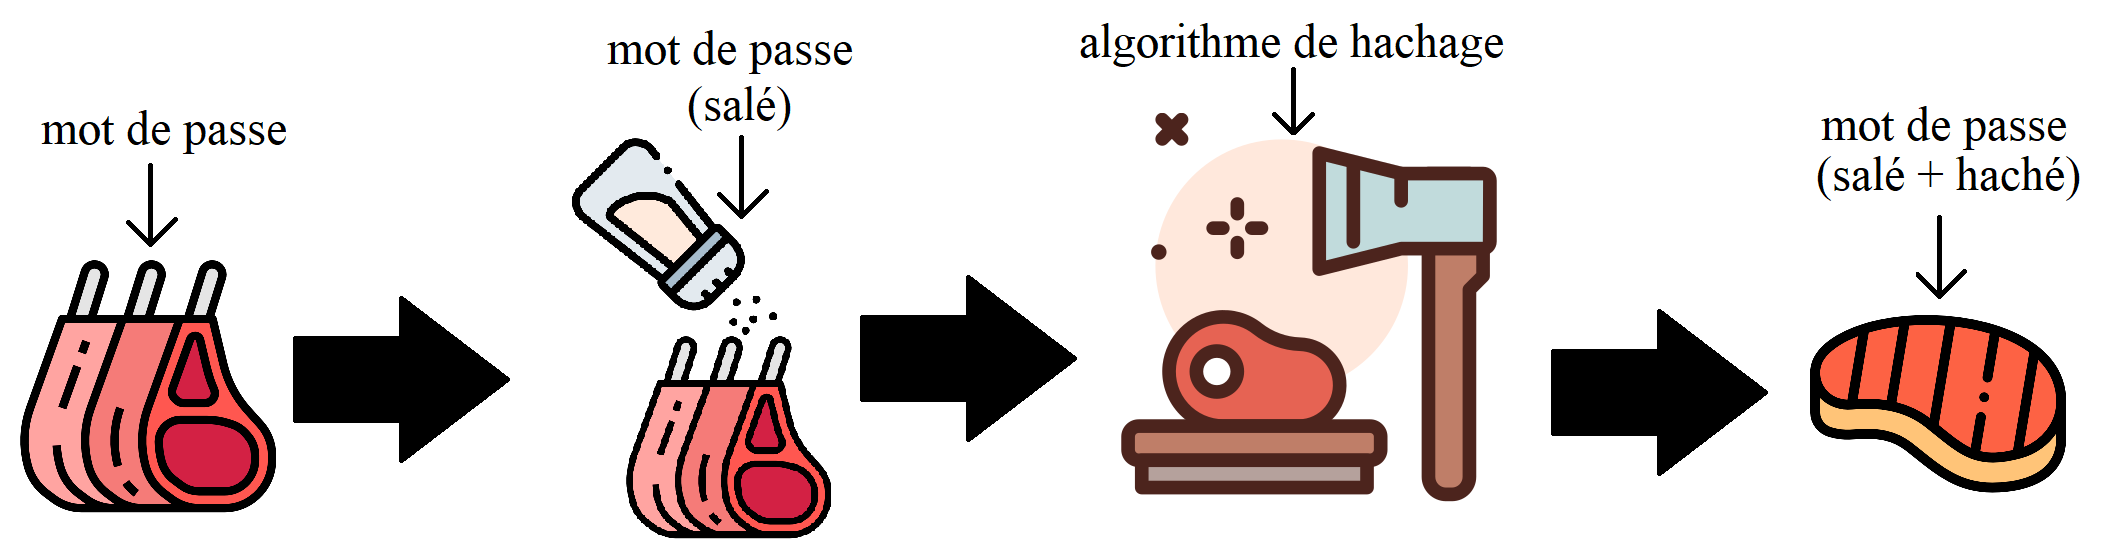 mot de passe
mot de passe
(salé)
algorithme de hachage
mot de passe
(salé + haché)